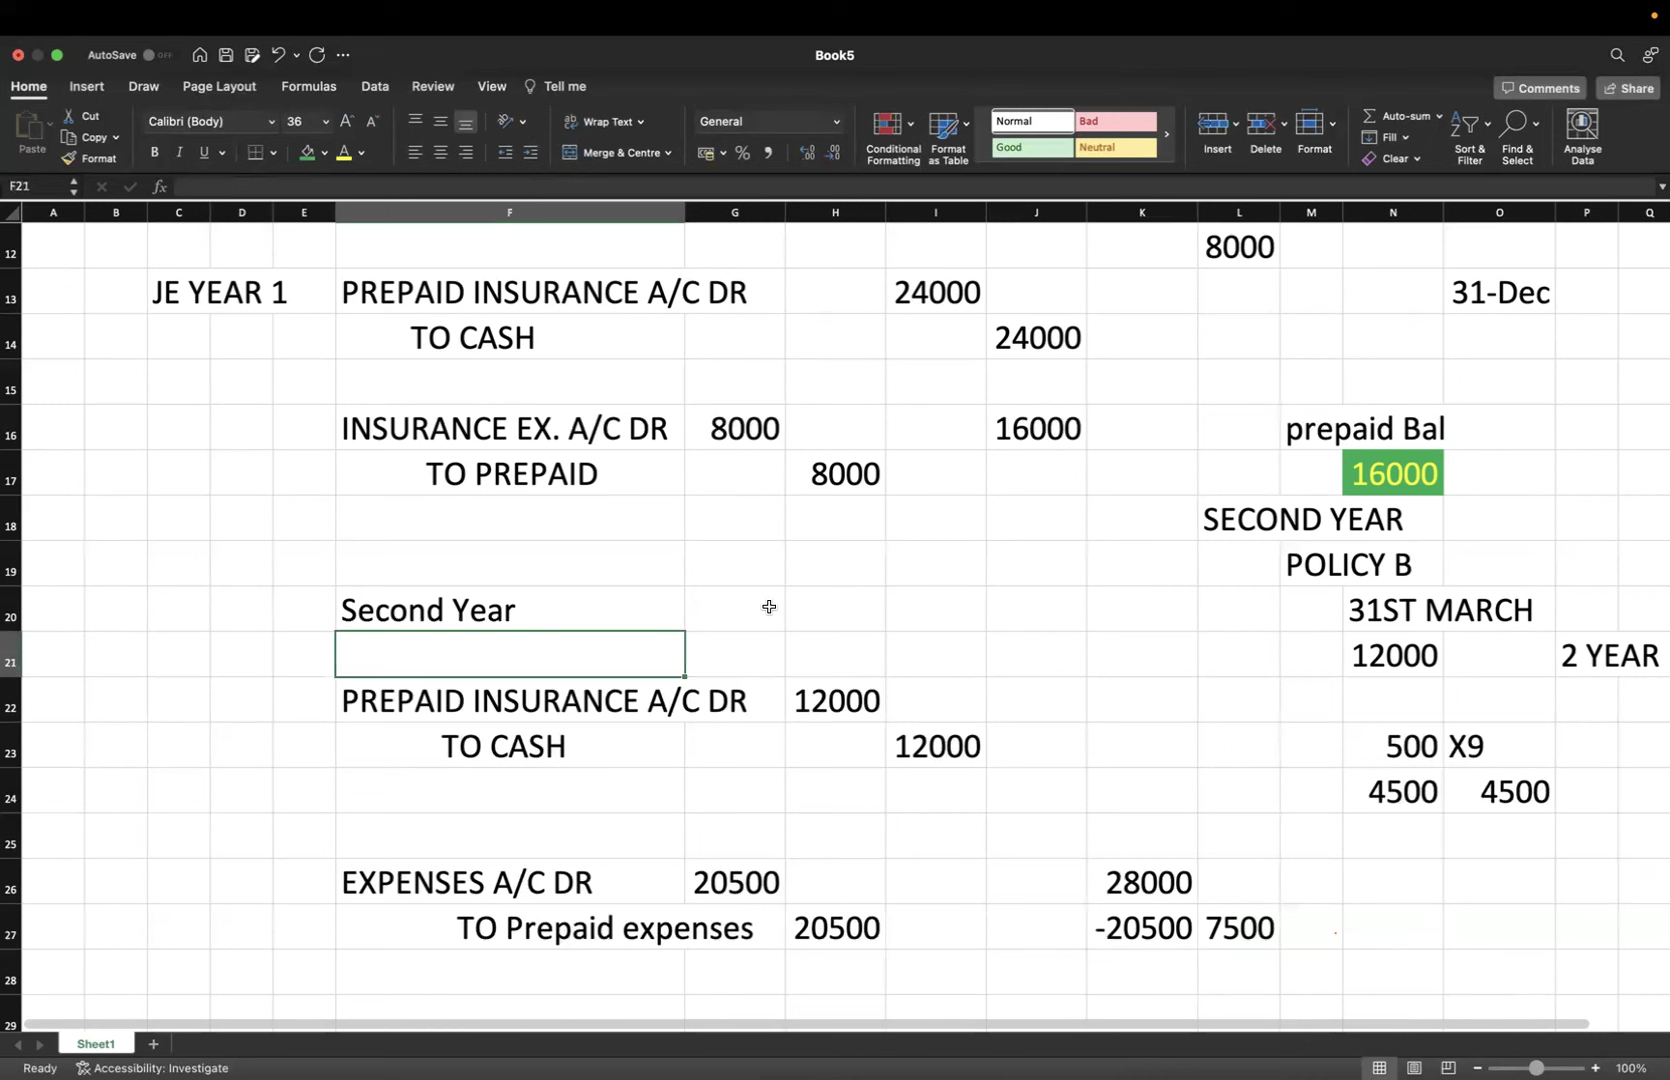 AutoSave OFF Book5
Home Insert Draw Page Layout Formulas Data Review View Tell me Comments Share
Paste Cut Copy Format
Calibri (Body) 36
B I U
Wrap Text
Merge & Centre
General
Conditional Formatting
Format as Table
Normal Bad
Good Neutral
Insert Delete Format
Auto-sum
Fill
Clear
Sort & Filter
Find & Select
Analyse Data
F21 fx
A B C D E F G H I J K L M N O P Q
12 8000
13 JE YEAR 1 PREPAID INSURANCE A/C DR 24000 31-Dec
14 TO CASH 24000
15
16 INSURANCE EX. A/C DR 8000 16000 prepaid Bal
17 TO PREPAID 8000 16000
18 SECOND YEAR
19 POLICY B
20 Second Year 31ST MARCH
21 12000 2 YEAR
22 PREPAID INSURANCE A/C DR 12000
23 TO CASH 12000 500 X9
24 4500 4500
25
26 EXPENSES A/C DR 20500 28000
27 TO Prepaid expenses 20500 -20500 7500
28
29
Sheet1
Ready Accessibility: Investigate 100%